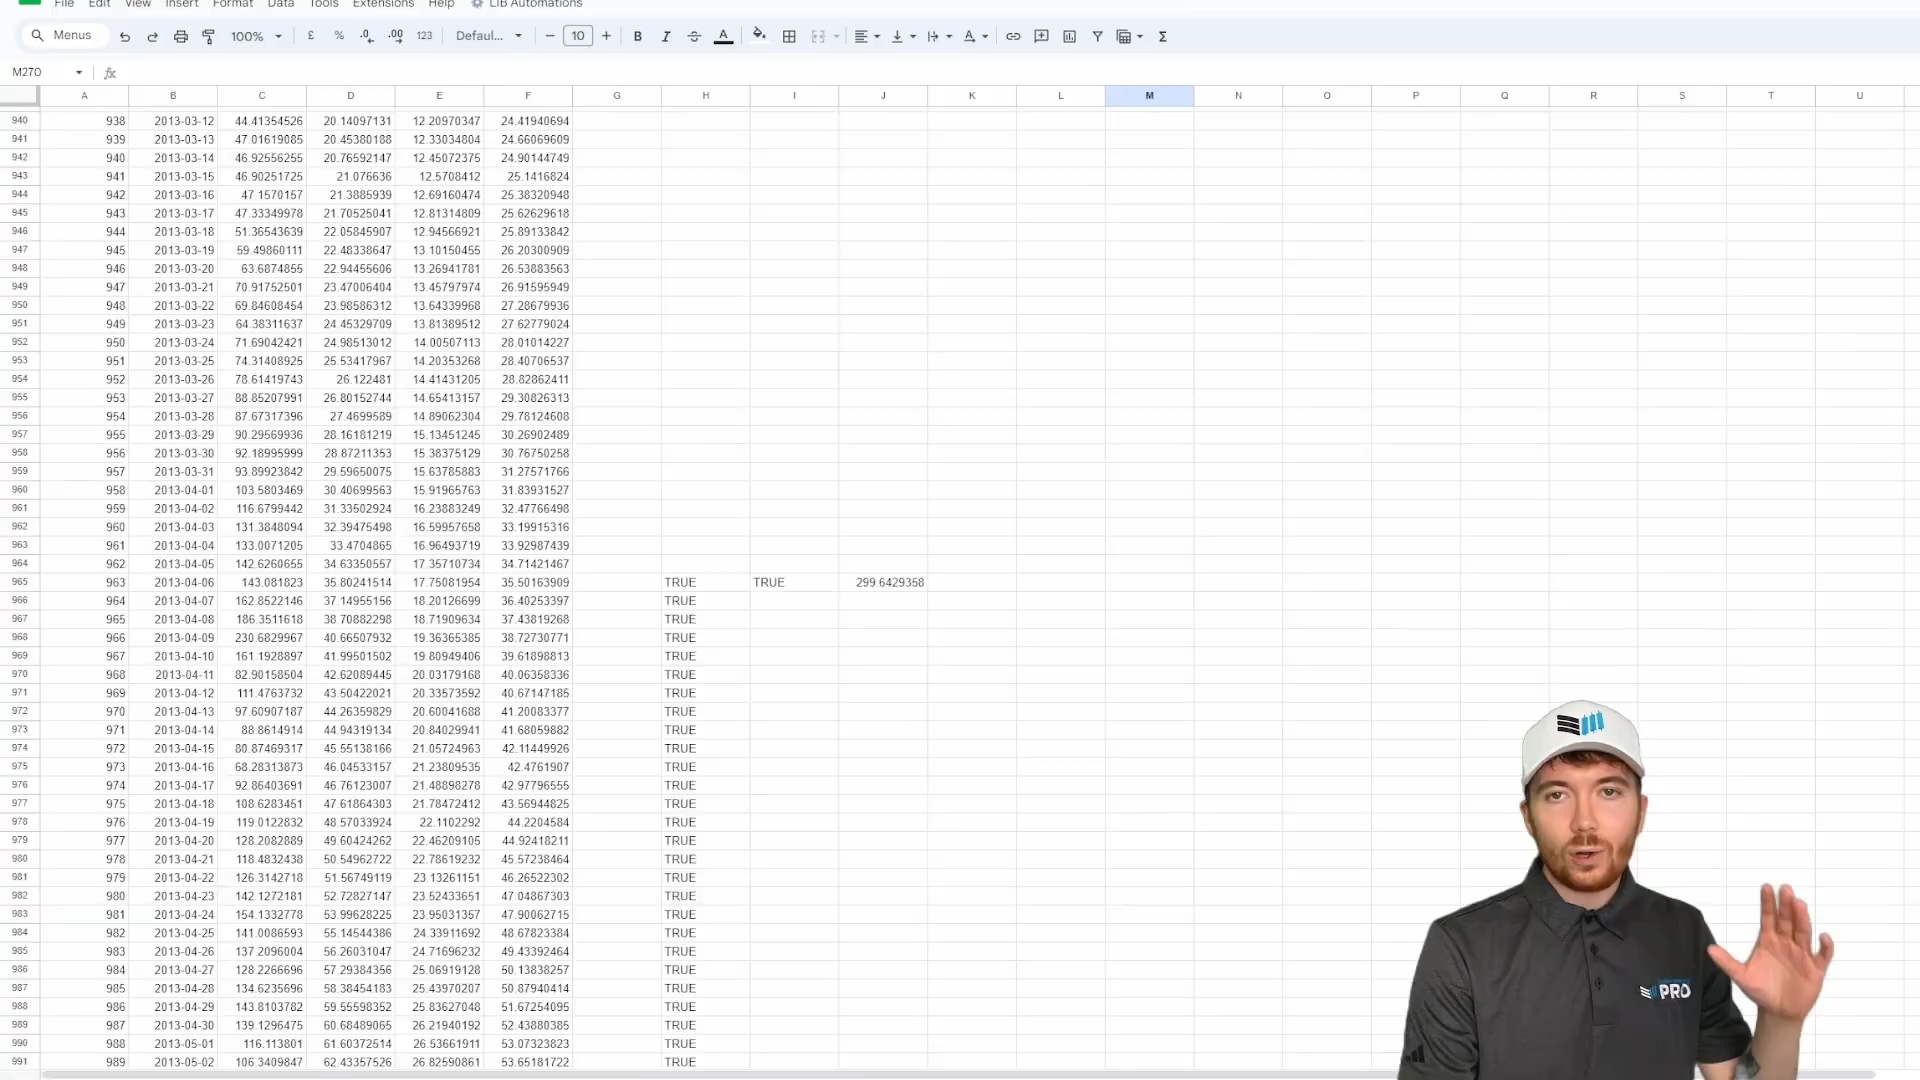 File Edit View Insert Format Data Tools Extensions Help LIB Automations
Menus 100% £ % .0 .00 123 Defaul... 10 B I A
M270 fx
A B C D E F G H I J K L M N O P Q R S T U
940 938 2013-03-12 44.41354526 20.14097131 12.20970347 24.41940694
941 939 2013-03-13 47.01619085 20.45380188 12.33034804 24.66069609
942 940 2013-03-14 46.92556255 20.76592147 12.45072375 24.90144749
943 941 2013-03-15 46.90251725 21.076636 12.5708412 25.1416824
944 942 2013-03-16 47.1570157 21.3885939 12.69160474 25.38320948
945 943 2013-03-17 47.33349978 21.70525041 12.81314809 25.62629618
946 944 2013-03-18 51.36543639 22.05845907 12.94566921 25.89133842
947 945 2013-03-19 59.49860111 22.48338647 13.10150455 26.20300909
948 946 2013-03-20 63.6874855 22.94455606 13.26941781 26.53883563
949 947 2013-03-21 70.91752501 23.47006404 13.45797974 26.91595949
950 948 2013-03-22 69.84608454 23.98586312 13.64339968 27.28679936
951 949 2013-03-23 64.38311637 24.45329709 13.81389512 27.62779024
952 950 2013-03-24 71.69042421 24.98513012 14.00507113 28.01014227
953 951 2013-03-25 74.31408925 25.53417967 14.20353268 28.40706537
954 952 2013-03-26 78.61419743 26.122481 14.41431205 28.82862411
955 953 2013-03-27 88.85207991 26.80152744 14.65413157 29.30826313
956 954 2013-03-28 87.67317396 27.4699589 14.89062304 29.78124608
957 955 2013-03-29 90.29569936 28.16181219 15.13451245 30.26902489
958 956 2013-03-30 92.18995999 28.87211353 15.38375129 30.76750258
959 957 2013-03-31 93.89923842 29.59650075 15.63785883 31.27571766
960 958 2013-04-01 103.5803469 30.40699563 15.91965763 31.83931527
961 959 2013-04-02 116.6799442 31.33502924 16.23883249 32.47766498
962 960 2013-04-03 131.3848094 32.39475498 16.59957658 33.19915316
963 961 2013-04-04 133.0071205 33.4704865 16.96493719 33.92987439
964 962 2013-04-05 142.6260655 34.63350557 17.35710734 34.71421467
965 963 2013-04-06 143.081823 35.80241514 17.75081954 35.50163909 TRUE TRUE 299.6429358
966 964 2013-04-07 162.8522146 37.14955156 18.20126699 36.40253397 TRUE
967 965 2013-04-08 186.3511618 38.70882298 18.71909634 37.43819268 TRUE
968 966 2013-04-09 230.6829967 40.66507932 19.36365385 38.72730771 TRUE
969 967 2013-04-10 161.1928897 41.99501502 19.80949406 39.61898813 TRUE
970 968 2013-04-11 82.90158504 42.62089445 20.03179168 40.06358336 TRUE
971 969 2013-04-12 111.4763732 43.50422021 20.33573592 40.67147185 TRUE
972 970 2013-04-13 97.60907187 44.26359829 20.60041688 41.20083377 TRUE
973 971 2013-04-14 88.8614914 44.94319134 20.84029941 41.68059882 TRUE
974 972 2013-04-15 80.87469317 45.55138166 21.05724963 42.11449926 TRUE
975 973 2013-04-16 68.28313873 46.04533157 21.23809535 42.4761907 TRUE
976 974 2013-04-17 92.86403691 46.76123007 21.48898278 42.97796555 TRUE
977 975 2013-04-18 108.6283451 47.61864303 21.78472412 43.56944825 TRUE
978 976 2013-04-19 119.0122832 48.57033924 22.1102292 44.2204584 TRUE
979 977 2013-04-20 128.2082889 49.60424262 22.46209105 44.92418211 TRUE
980 978 2013-04-21 118.4832438 50.54962722 22.78619232 45.57238464 TRUE
981 979 2013-04-22 126.3142718 51.56749119 23.13261151 46.26522302 TRUE
982 980 2013-04-23 142.1272181 52.72827147 23.52433651 47.04867303 TRUE
983 981 2013-04-24 154.1332778 53.99628225 23.95031357 47.90062715 TRUE
984 982 2013-04-25 141.0086593 55.14544386 24.33911692 48.67823384 TRUE
985 983 2013-04-26 137.2096004 56.26031047 24.71696232 49.43392464 TRUE
986 984 2013-04-27 128.2266696 57.29384356 25.06919128 50.13838257 TRUE
987 985 2013-04-28 134.6235696 58.38454183 25.43970207 50.87940414 TRUE
988 986 2013-04-29 143.8103782 59.55598352 25.83627048 51.67254095 TRUE
989 987 2013-04-30 139.1296475 60.68489065 26.21940192 52.43880385 TRUE
990 988 2013-05-01 116.113801 61.60372514 26.53661911 53.07323823 TRUE
991 989 2013-05-02 106.3409847 62.43357526 26.82590861 53.65181722 TRUE
PRO